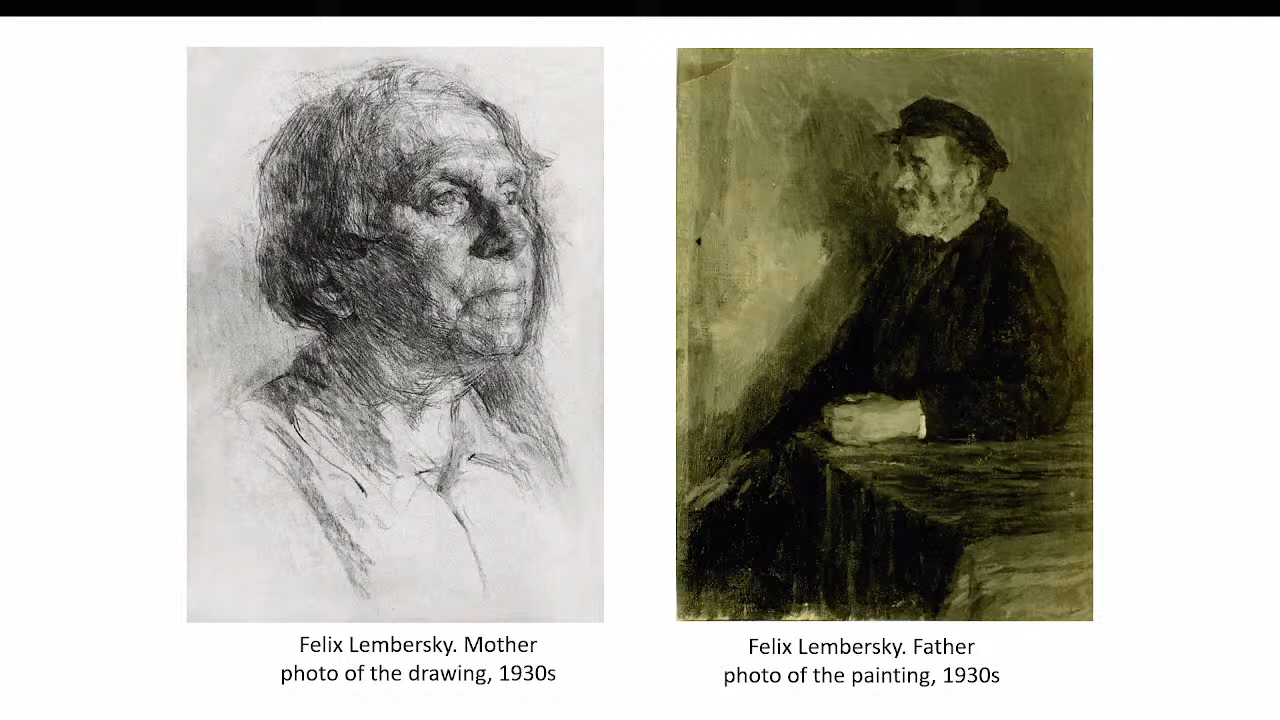 Felix Lembersky. Mother
photo of the drawing, 1930s
Felix Lembersky. Father
photo of the painting, 1930s